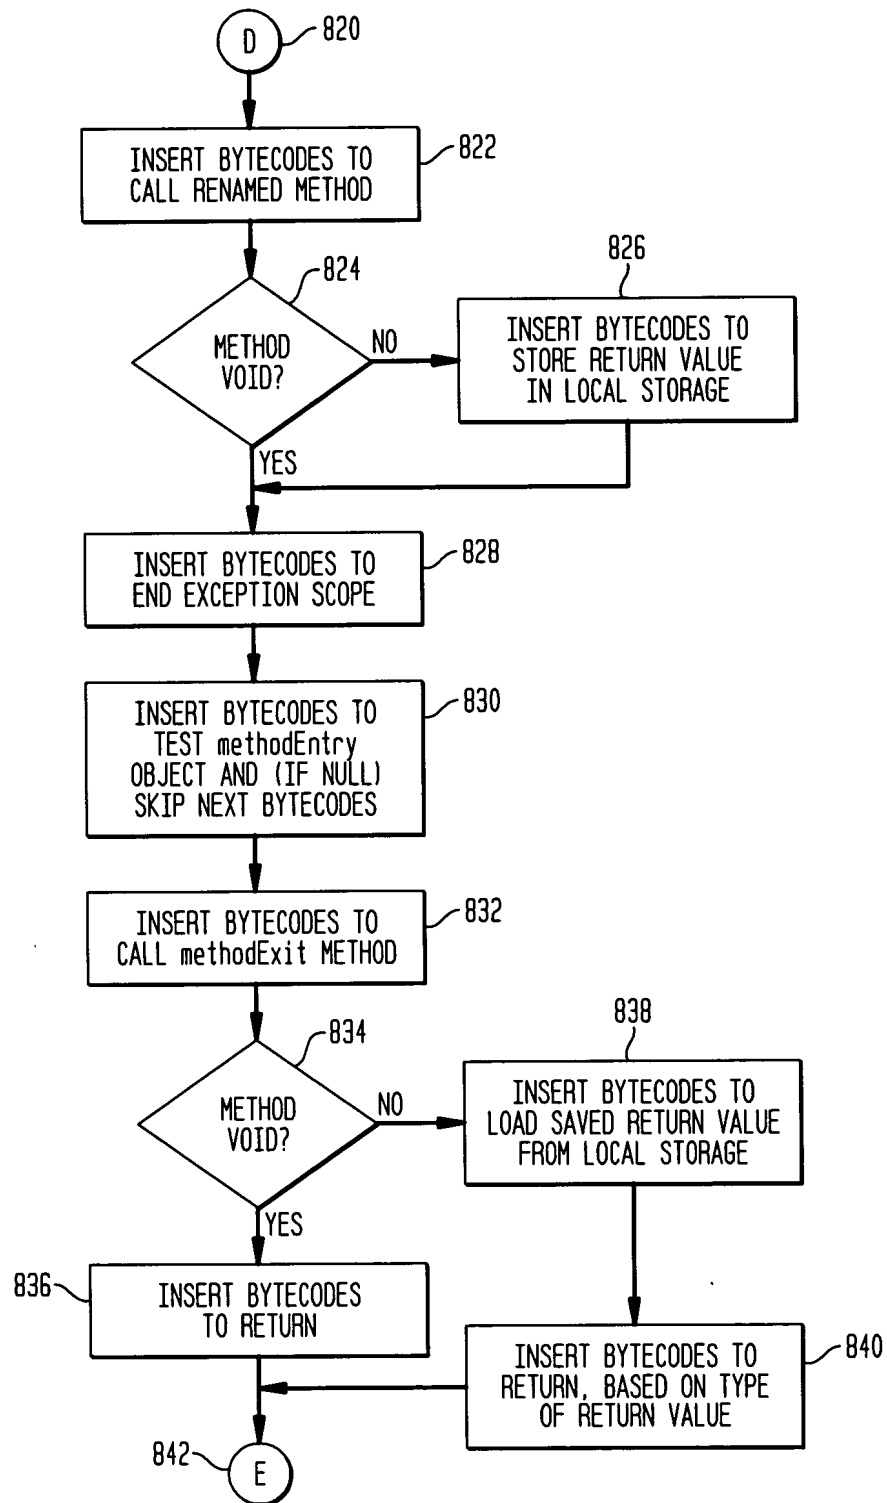 D
820
INSERT BYTECODES TO
CALL RENAMED METHOD
822
824
METHOD
VOID?
NO
YES
826
INSERT BYTECODES TO
STORE RETURN VALUE
IN LOCAL STORAGE
INSERT BYTECODES TO
END EXCEPTION SCOPE
828
INSERT BYTECODES TO
TEST methodEntry
OBJECT AND (IF NULL)
SKIP NEXT BYTECODES
830
INSERT BYTECODES TO
CALL methodExit METHOD
832
834
METHOD
VOID?
NO
YES
838
INSERT BYTECODES TO
LOAD SAVED RETURN VALUE
FROM LOCAL STORAGE
836
INSERT BYTECODES
TO RETURN
INSERT BYTECODES TO
RETURN, BASED ON TYPE
OF RETURN VALUE
840
842
E